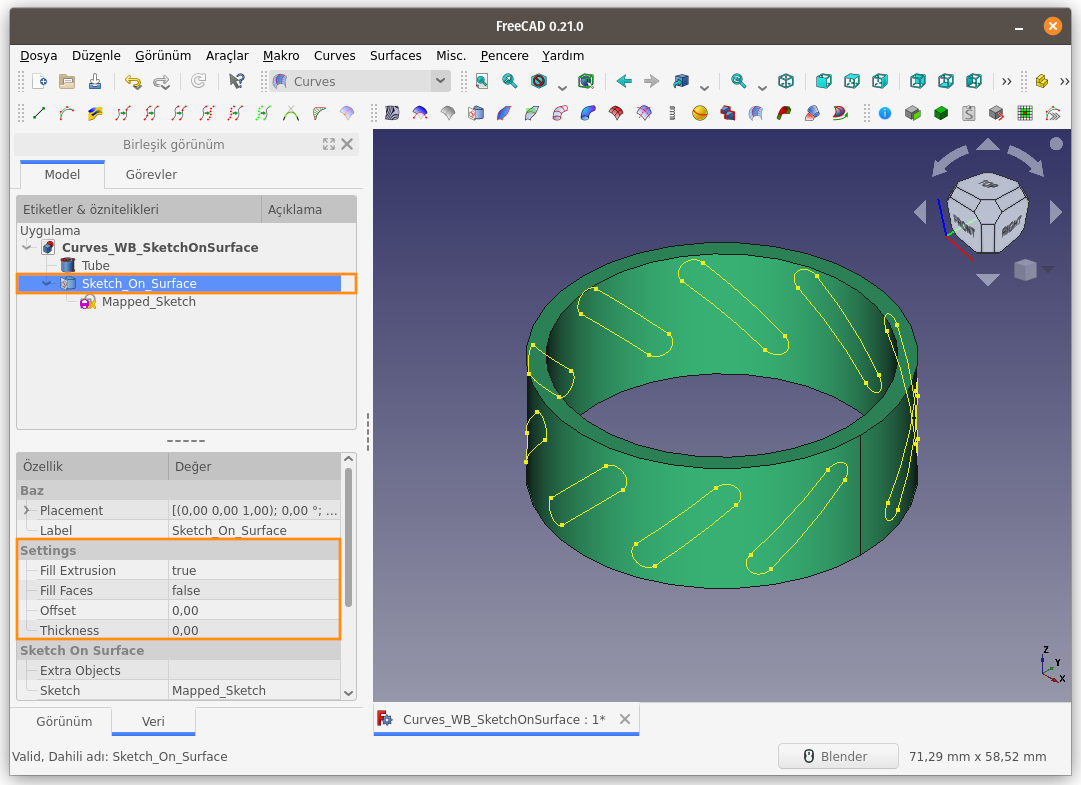 FreeCAD 0.21.0
Dosya Düzenle Görünüm Araçlar Makro Curves Surfaces Misc. Pencere Yardım
Curves
Birleşik görünüm
Model Görevler
Etiketler & öznitelikleri Açıklama
Uygulama
Curves_WB_SketchOnSurface
Tube
Sketch_On_Surface
Mapped_Sketch
TOP
FRONT RIGHT
Özellik Değer
Baz
Placement [(0,00 0,00 1,00); 0,00 °; ...
Label Sketch_On_Surface
Settings
Fill Extrusion true
Fill Faces false
Offset 0,00
Thickness 0,00
Sketch On Surface
Extra Objects
Sketch Mapped_Sketch
Z
Y
X
Görünüm Veri
Curves_WB_SketchOnSurface : 1*
Valid, Dahili adı: Sketch_On_Surface
Blender 71,29 mm x 58,52 mm